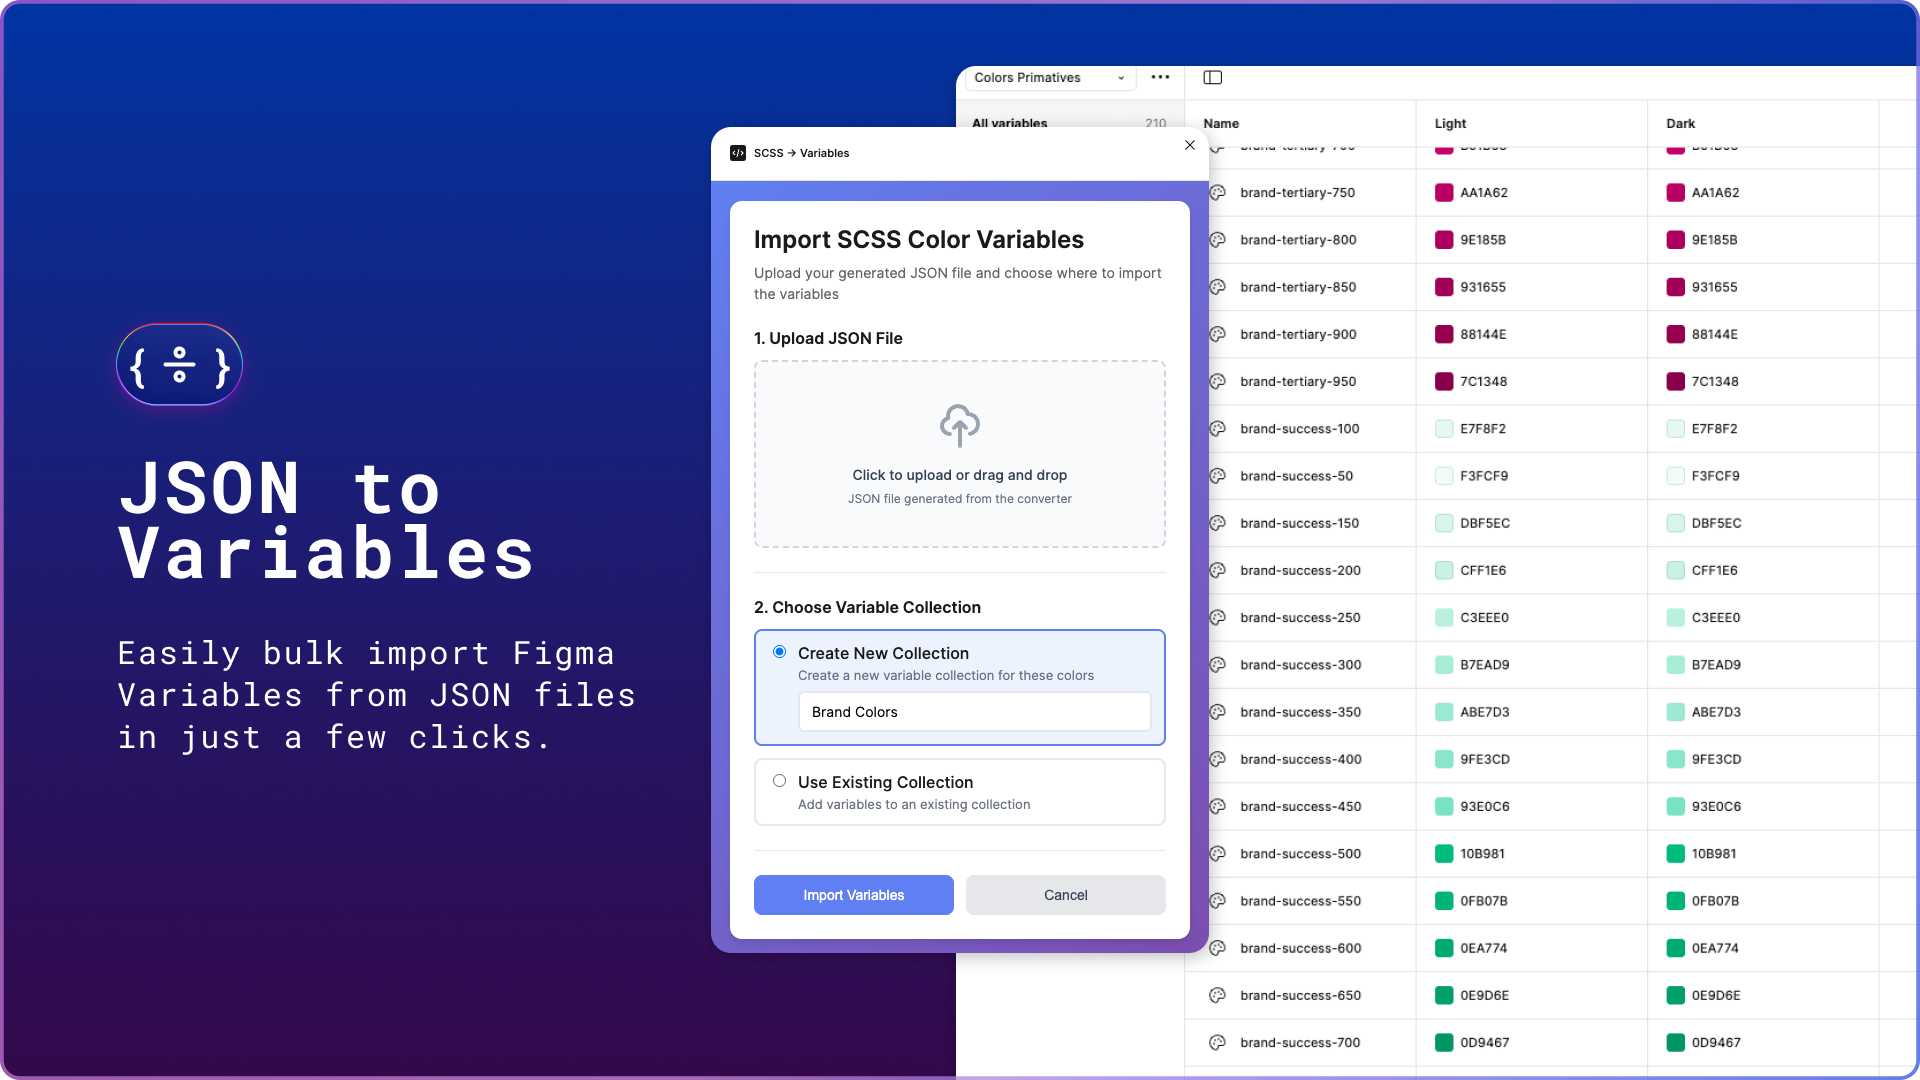 { ÷ }
JSON to
Variables
Easily bulk import Figma
Variables from JSON files
in just a few clicks.
SCSS → Variables
Import SCSS Color Variables
Upload your generated JSON file and choose where to import
the variables
1. Upload JSON File
Click to upload or drag and drop
JSON file generated from the converter
2. Choose Variable Collection
Create New Collection
Create a new variable collection for these colors
Brand Colors
Use Existing Collection
Add variables to an existing collection
Import Variables Cancel
Colors Primatives
All variables 210
Name Light Dark
brand-tertiary-750 AA1A62 AA1A62
brand-tertiary-800 9E185B 9E185B
brand-tertiary-850 931655 931655
brand-tertiary-900 88144E 88144E
brand-tertiary-950 7C1348 7C1348
brand-success-100 E7F8F2 E7F8F2
brand-success-50 F3FCF9 F3FCF9
brand-success-150 DBF5EC DBF5EC
brand-success-200 CFF1E6 CFF1E6
brand-success-250 C3EEE0 C3EEE0
brand-success-300 B7EAD9 B7EAD9
brand-success-350 ABE7D3 ABE7D3
brand-success-400 9FE3CD 9FE3CD
brand-success-450 93E0C6 93E0C6
brand-success-500 10B981 10B981
brand-success-550 0FB07B 0FB07B
brand-success-600 0EA774 0EA774
brand-success-650 0E9D6E 0E9D6E
brand-success-700 0D9467 0D9467